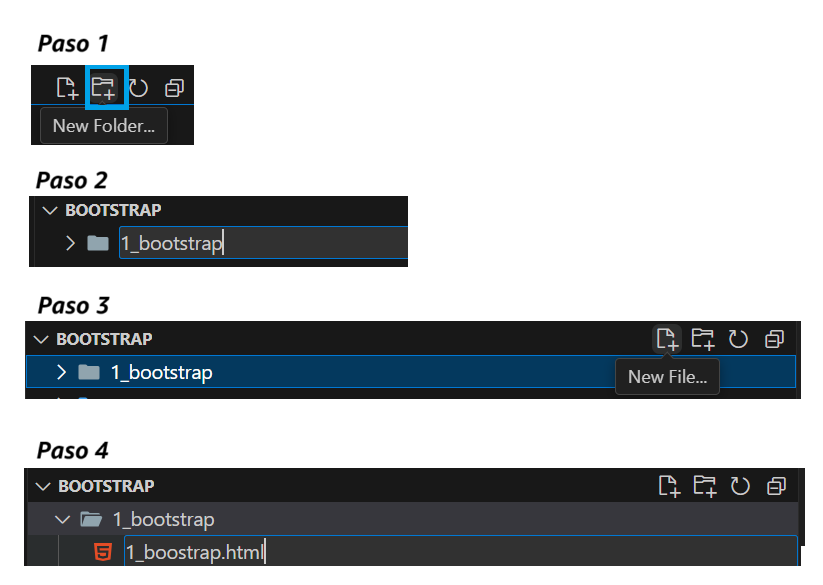 Paso 1
New Folder...
Paso 2
BOOTSTRAP
1_bootstrap
Paso 3
BOOTSTRAP
1_bootstrap
New File...
Paso 4
BOOTSTRAP
1_bootstrap
1_boostrap.html